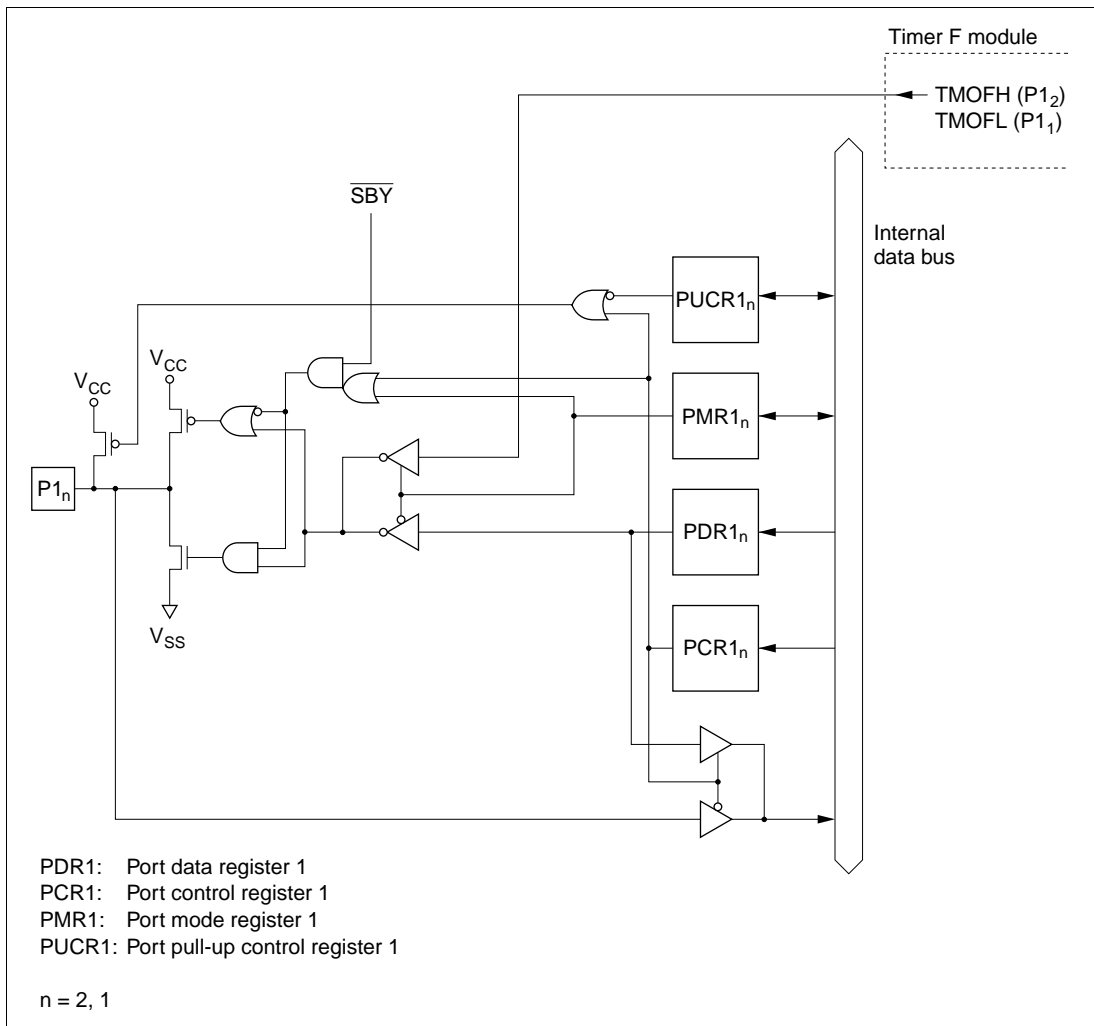 Timer F module
TMOFH (P1₂)
TMOFL (P1₁)
SBY
Internal
data bus
PUCR1ₙ
V_CC
V_CC
PMR1ₙ
P1ₙ
PDR1ₙ
V_SS
PCR1ₙ
PDR1: Port data register 1
PCR1: Port control register 1
PMR1: Port mode register 1
PUCR1: Port pull-up control register 1
n = 2, 1